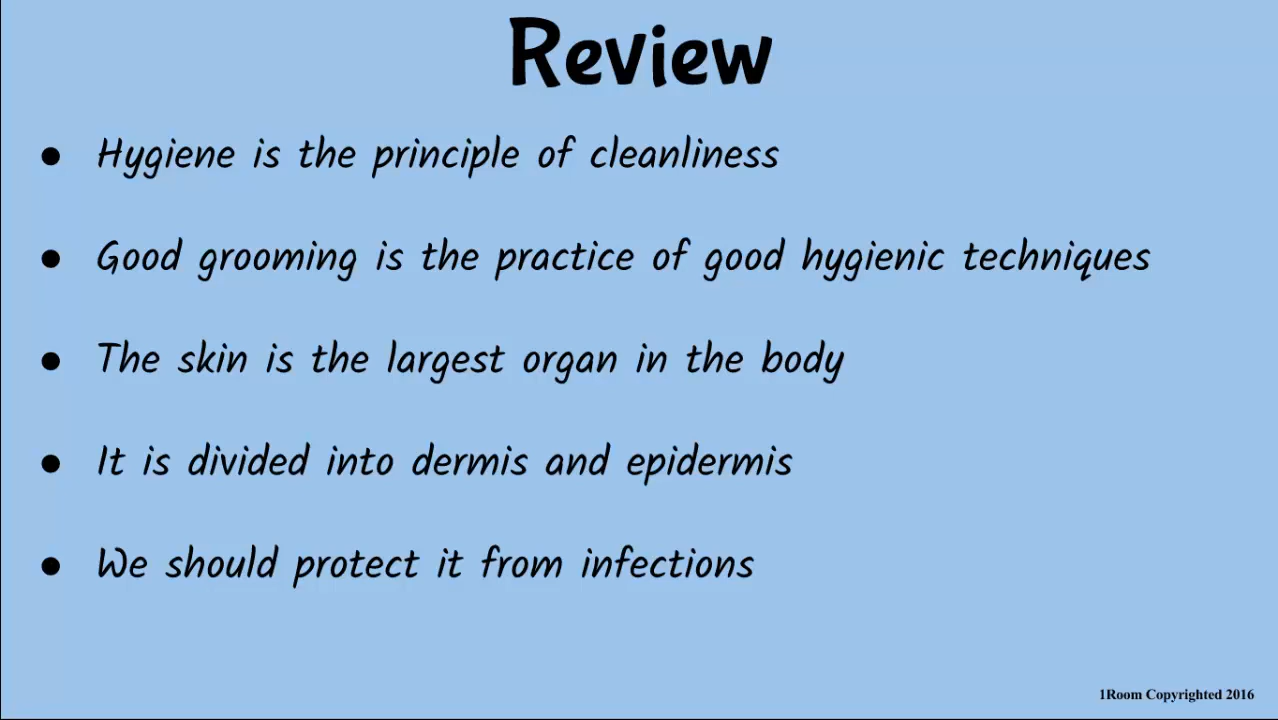 Review
● Hygiene is the principle of cleanliness
● Good grooming is the practice of good hygienic techniques
● The skin is the largest organ in the body
● It is divided into dermis and epidermis
● We should protect it from infections
1Room Copyrighted 2016